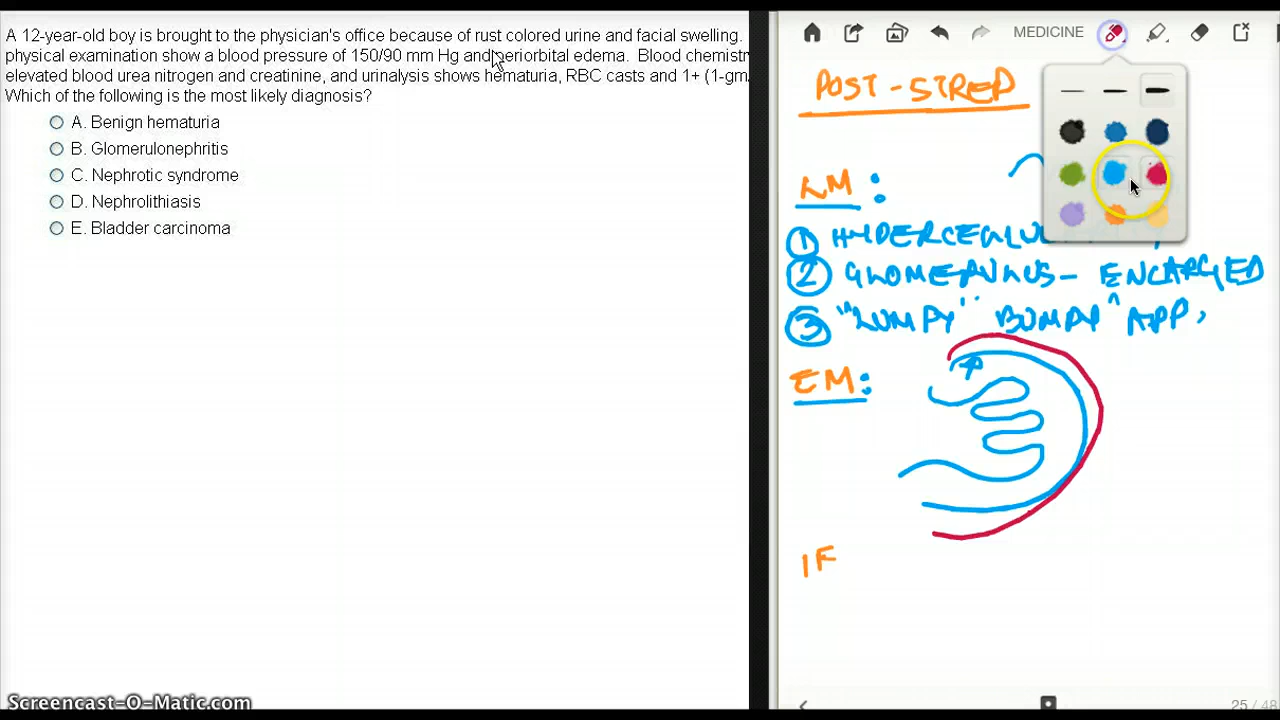 A 12-year-old boy is brought to the physician's office because of rust colored urine and facial swelling.
physical examination show a blood pressure of 150/90 mm Hg and periorbital edema. Blood chemistr
elevated blood urea nitrogen and creatinine, and urinalysis shows hematuria, RBC casts and 1+ (1-gm
Which of the following is the most likely diagnosis?
A. Benign hematuria
B. Glomerulonephritis
C. Nephrotic syndrome
D. Nephrolithiasis
E. Bladder carcinoma
MEDICINE
POST - STREP
LM:
① HYPERCELLU
② GLOMERULUS - ENLARGED
③ "LUMPY" BUMPY" APP.
EM:
IF
25 / 48
Screencast-O-Matic.com